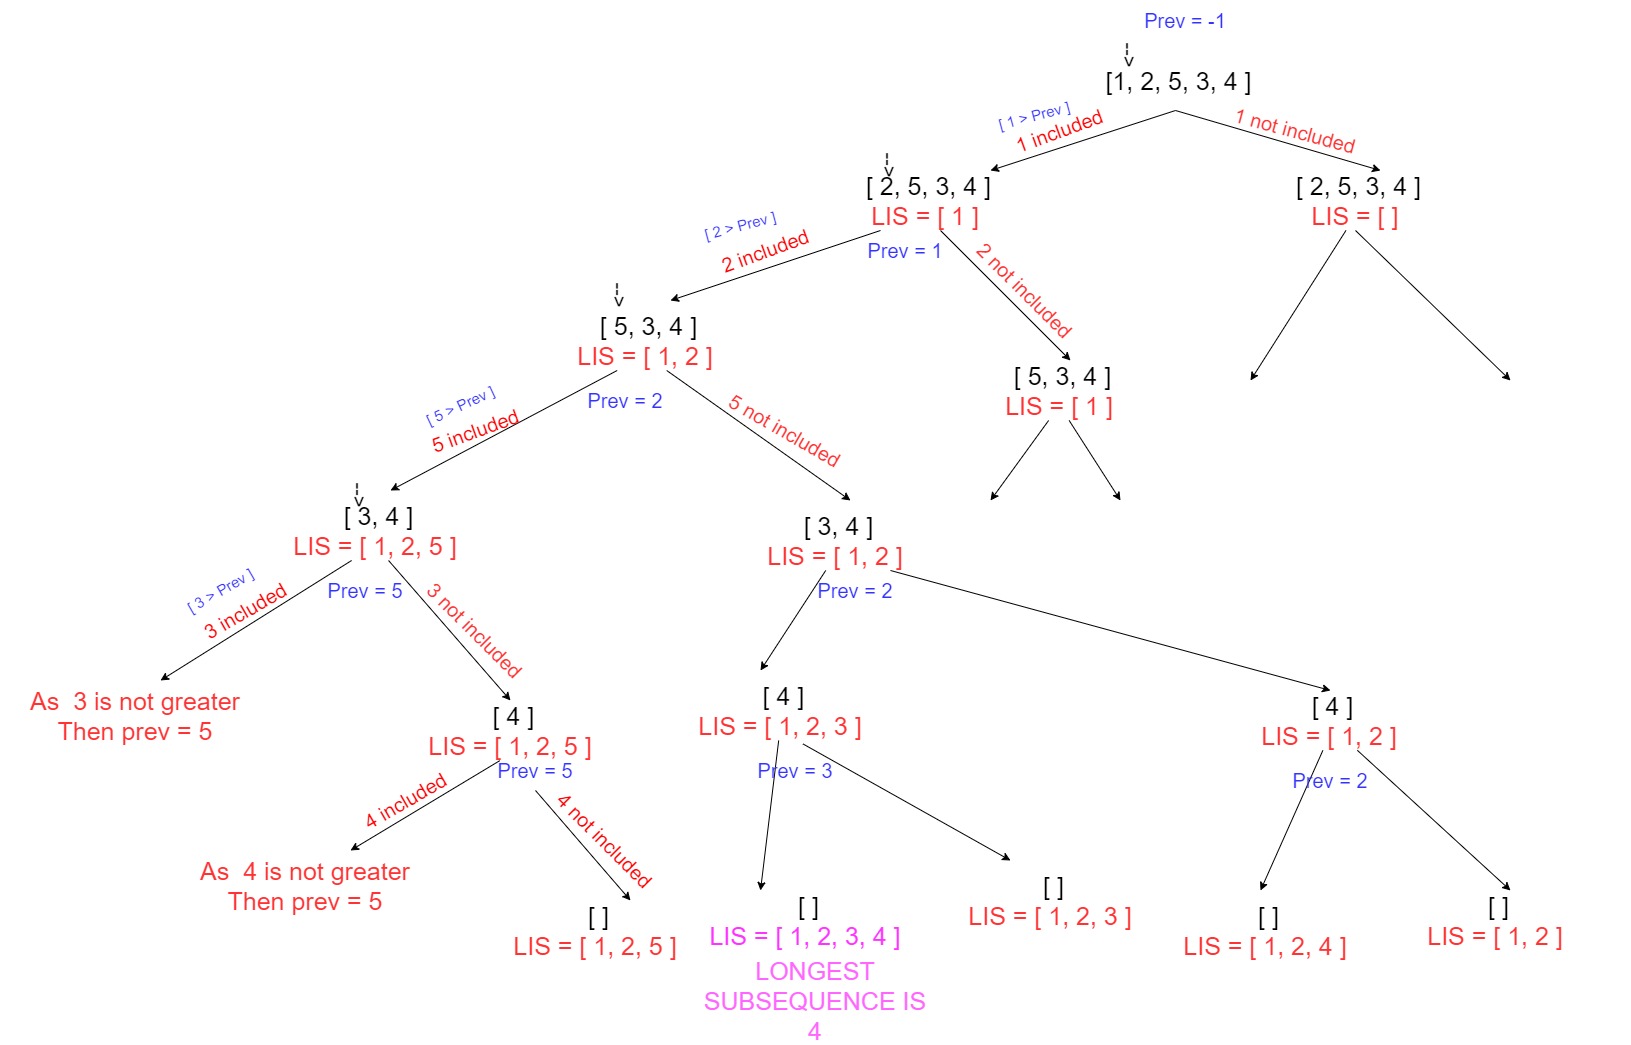 Prev = -1
[1, 2, 5, 3, 4 ]
[ 1 > Prev ]
1 included
1 not included
[ 2, 5, 3, 4 ]
LIS = [ 1 ]
Prev = 1
[ 2, 5, 3, 4 ]
LIS = [ ]
[ 2 > Prev ]
2 included
2 not included
[ 5, 3, 4 ]
LIS = [ 1, 2 ]
Prev = 2
[ 5, 3, 4 ]
LIS = [ 1 ]
[ 5 > Prev ]
5 included
5 not included
[ 3, 4 ]
LIS = [ 1, 2, 5 ]
Prev = 5
[ 3, 4 ]
LIS = [ 1, 2 ]
Prev = 2
[ 3 > Prev ]
3 included
3 not included
As 3 is not greater
Then prev = 5
[ 4 ]
LIS = [ 1, 2, 5 ]
Prev = 5
[ 4 ]
LIS = [ 1, 2, 3 ]
Prev = 3
[ 4 ]
LIS = [ 1, 2 ]
Prev = 2
4 included
4 not included
As 4 is not greater
Then prev = 5
[ ]
LIS = [ 1, 2, 5 ]
[ ]
LIS = [ 1, 2, 3, 4 ]
LONGEST
SUBSEQUENCE IS
4
[ ]
LIS = [ 1, 2, 3 ]
[ ]
LIS = [ 1, 2, 4 ]
[ ]
LIS = [ 1, 2 ]